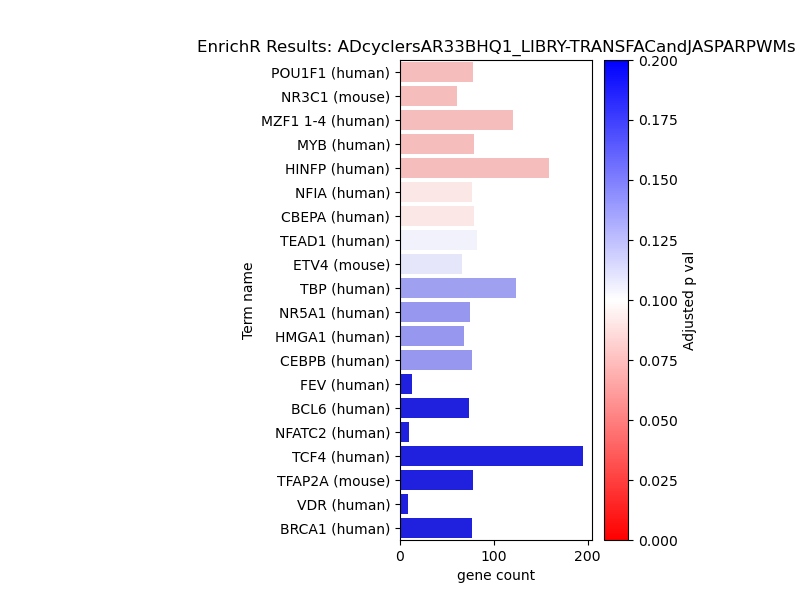 EnrichR Results: ADcyclersAR33BHQ1_LIBRY-TRANSFACandJASPARPWMs
POU1F1 (human)
NR3C1 (mouse)
MZF1 1-4 (human)
MYB (human)
HINFP (human)
NFIA (human)
CBEPA (human)
TEAD1 (human)
ETV4 (mouse)
TBP (human)
NR5A1 (human)
HMGA1 (human)
CEBPB (human)
FEV (human)
BCL6 (human)
NFATC2 (human)
TCF4 (human)
TFAP2A (mouse)
VDR (human)
BRCA1 (human)
Term name
0 100 200
gene count
0.200
0.175
0.150
0.125
0.100
0.075
0.050
0.025
0.000
Adjusted p val